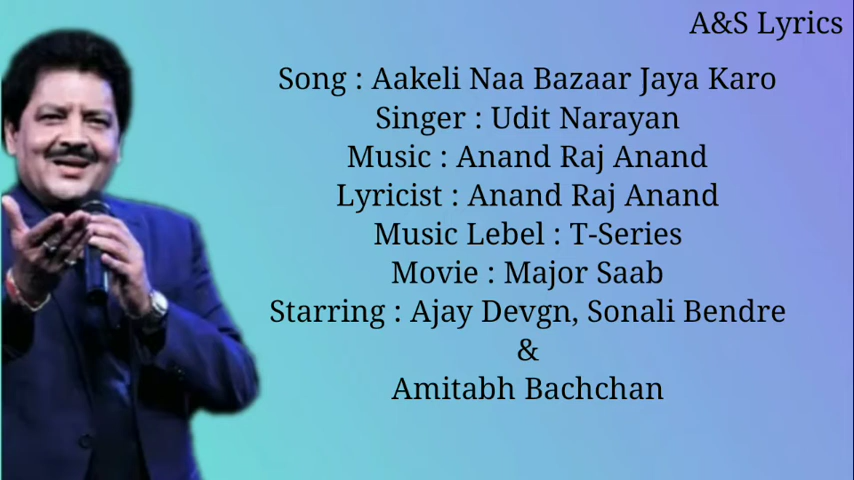 A&S Lyrics
Song : Aakeli Naa Bazaar Jaya Karo
Singer : Udit Narayan
Music : Anand Raj Anand
Lyricist : Anand Raj Anand
Music Lebel : T-Series
Movie : Major Saab
Starring : Ajay Devgn, Sonali Bendre
&
Amitabh Bachchan